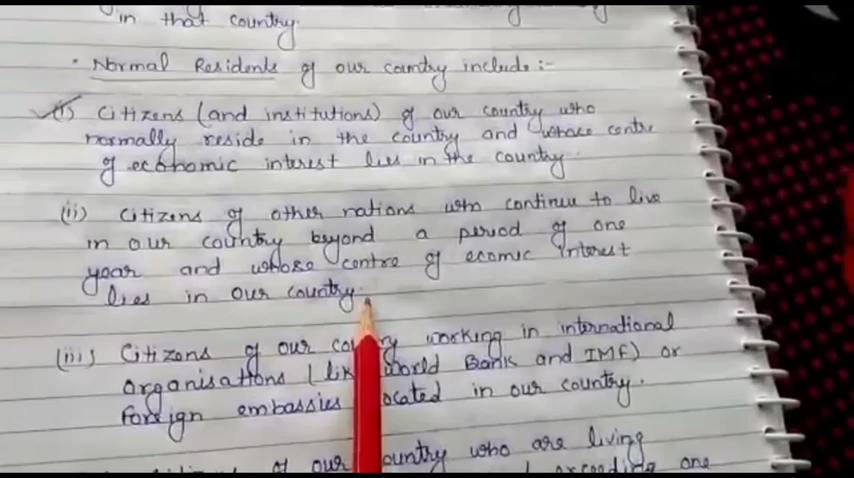 in that country.
• Normal Residents of our country include:-
(i) Citizens (and institutions) of our country who
normally reside in the country and whose centre
of economic interest lies in the country.
(ii) Citizens of other nations who continue to live
in our country beyond a period of one
year and whose centre of ecomic interest
lies in our country.
(iii) Citizens of our working in international
organisations ( World Bank and IMF) or
foreign embassies located in our country.
of our country who are living
one